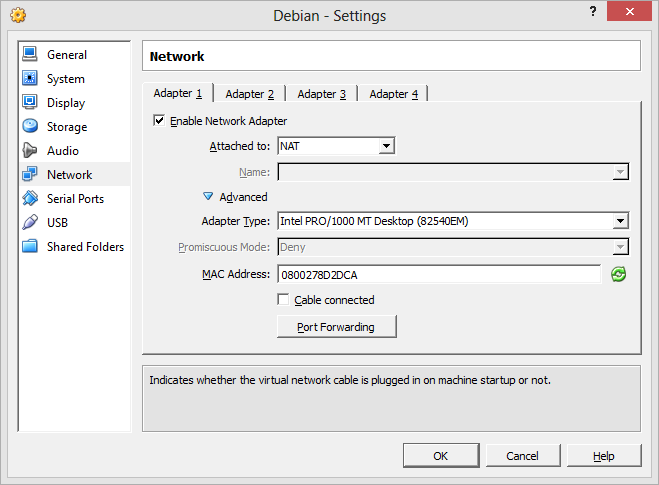 Debian - Settings
?
General
System
Display
Storage
Audio
Network
Serial Ports
USB
Shared Folders
Network
Adapter 1 Adapter 2 Adapter 3 Adapter 4
Enable Network Adapter
Attached to: NAT
Name:
Advanced
Adapter Type: Intel PRO/1000 MT Desktop (82540EM)
Promiscuous Mode: Deny
MAC Address: 0800278D2DCA
Cable connected
Port Forwarding
Indicates whether the virtual network cable is plugged in on machine startup or not.
OK Cancel Help